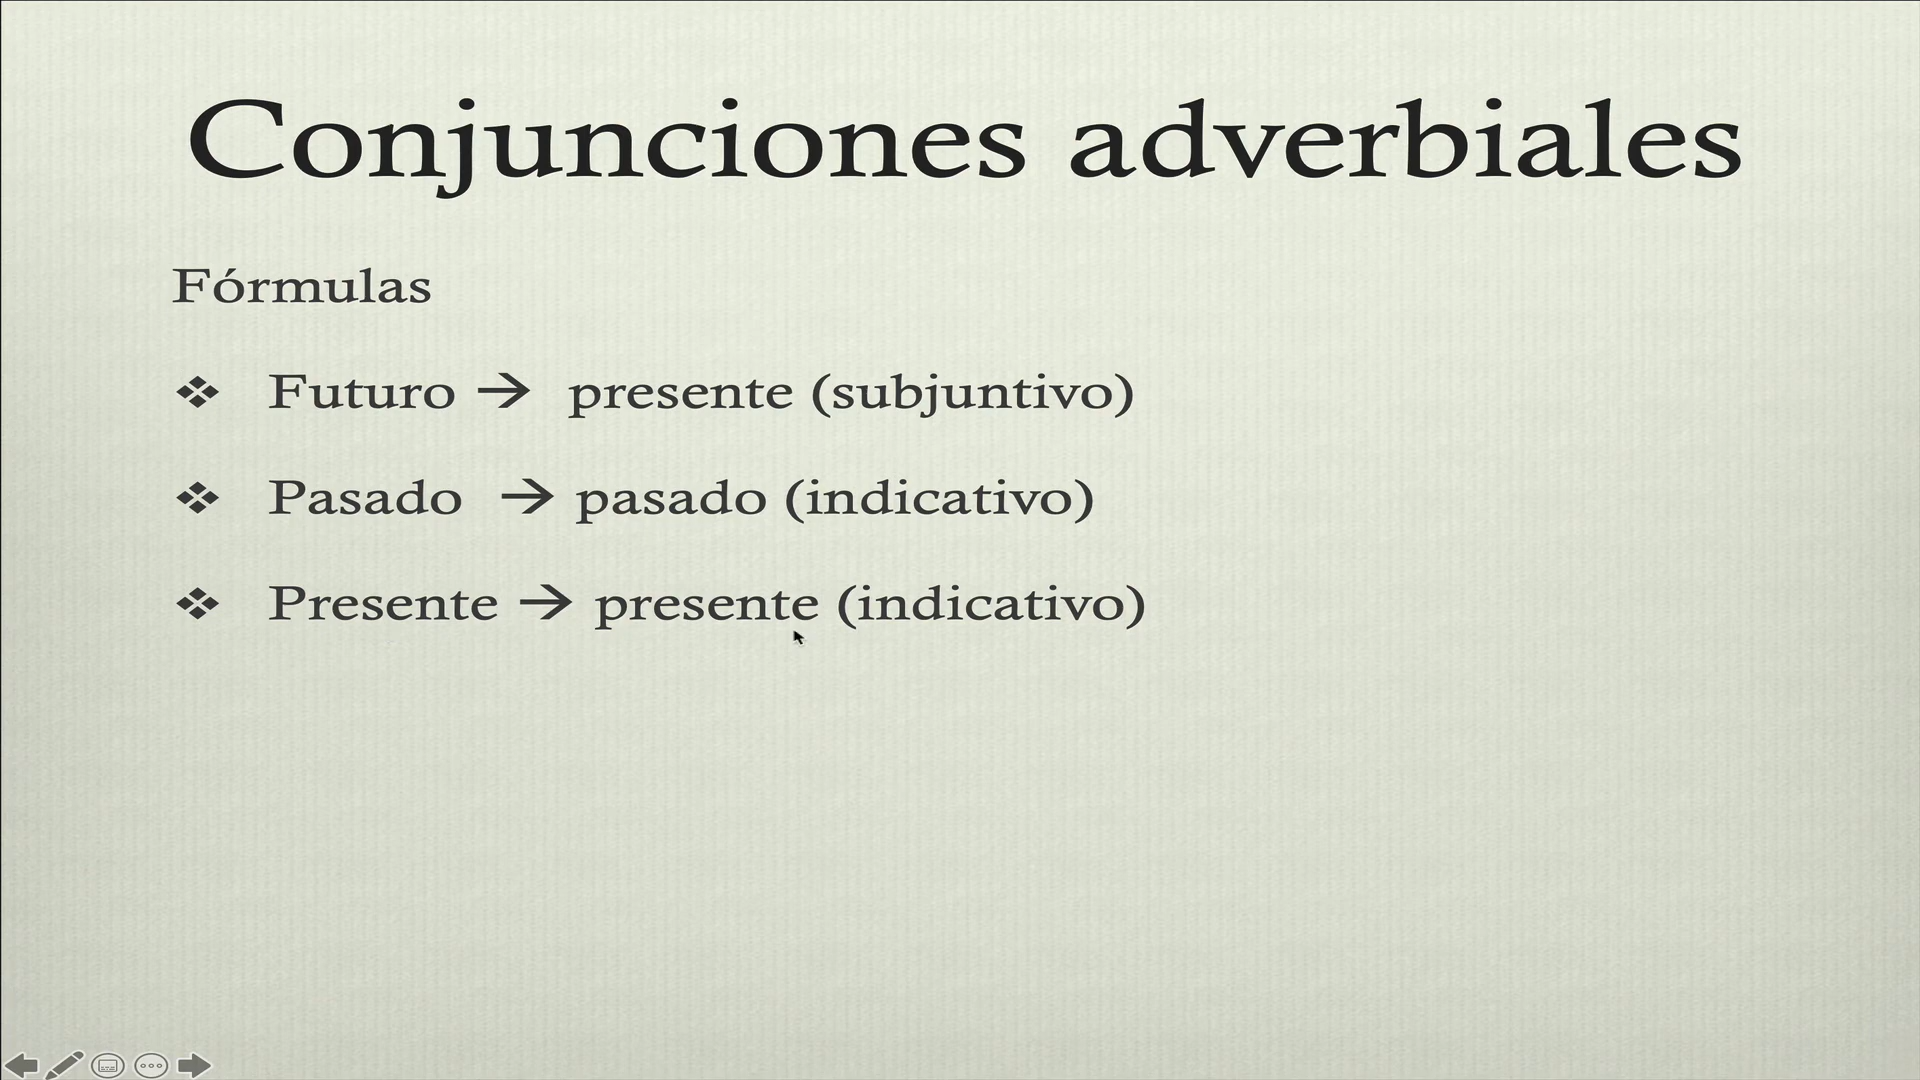 Conjunciones adverbiales
Fórmulas
❖ Futuro → presente (subjuntivo)
❖ Pasado → pasado (indicativo)
❖ Presente → presente (indicativo)